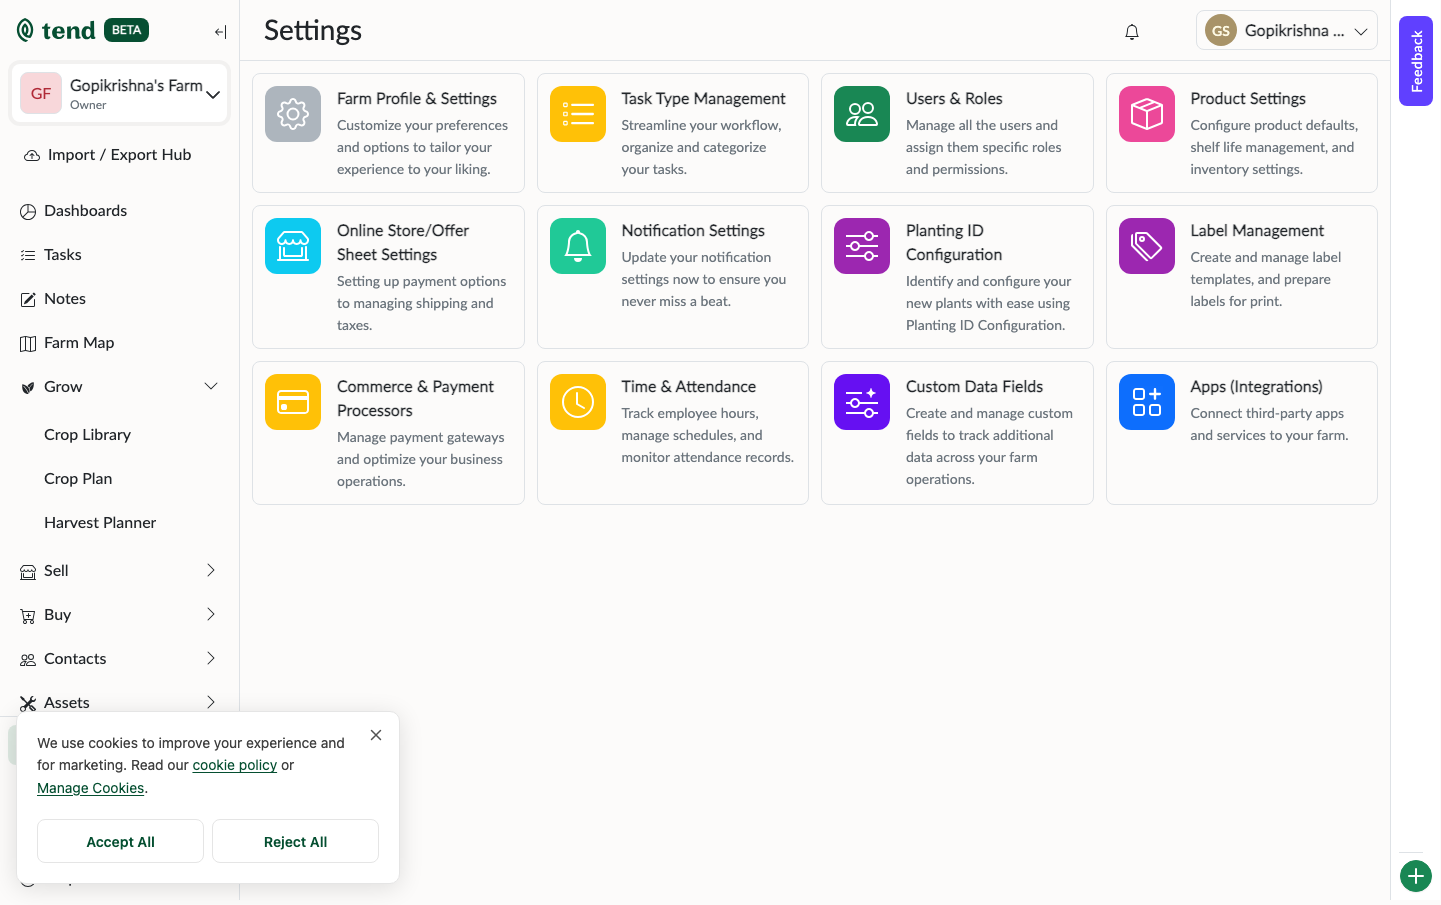 tend BETA
GF
Gopikrishna's Farm
Owner
Import / Export Hub
Dashboards
Tasks
Notes
Farm Map
Grow
Crop Library
Crop Plan
Harvest Planner
Sell
Buy
Contacts
Assets
Settings
GS Gopikrishna ...
Feedback
Farm Profile & Settings
Customize your preferences
and options to tailor your
experience to your liking.
Task Type Management
Streamline your workflow,
organize and categorize
your tasks.
Users & Roles
Manage all the users and
assign them specific roles
and permissions.
Product Settings
Configure product defaults,
shelf life management, and
inventory settings.
Online Store/Offer
Sheet Settings
Setting up payment options
to managing shipping and
taxes.
Notification Settings
Update your notification
settings now to ensure you
never miss a beat.
Planting ID
Configuration
Identify and configure your
new plants with ease using
Planting ID Configuration.
Label Management
Create and manage label
templates, and prepare
labels for print.
Commerce & Payment
Processors
Manage payment gateways
and optimize your business
operations.
Time & Attendance
Track employee hours,
manage schedules, and
monitor attendance records.
Custom Data Fields
Create and manage custom
fields to track additional
data across your farm
operations.
Apps (Integrations)
Connect third-party apps
and services to your farm.
We use cookies to improve your experience and
for marketing. Read our cookie policy or
Manage Cookies.
Accept All
Reject All